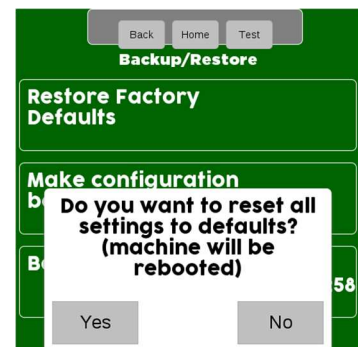 Back Home Test
Backup/Restore
Restore Factory
Defaults
Make configuration
Do you want to reset all
settings to defaults?
(machine will be
rebooted)
58
Yes No